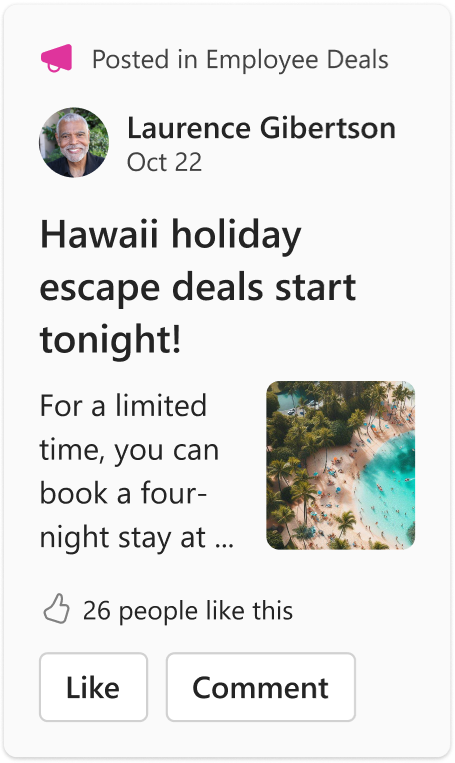 Posted in Employee Deals
Laurence Gibertson
Oct 22
Hawaii holiday
escape deals start
tonight!
For a limited
time, you can
book a four-
night stay at ...
26 people like this
Like
Comment